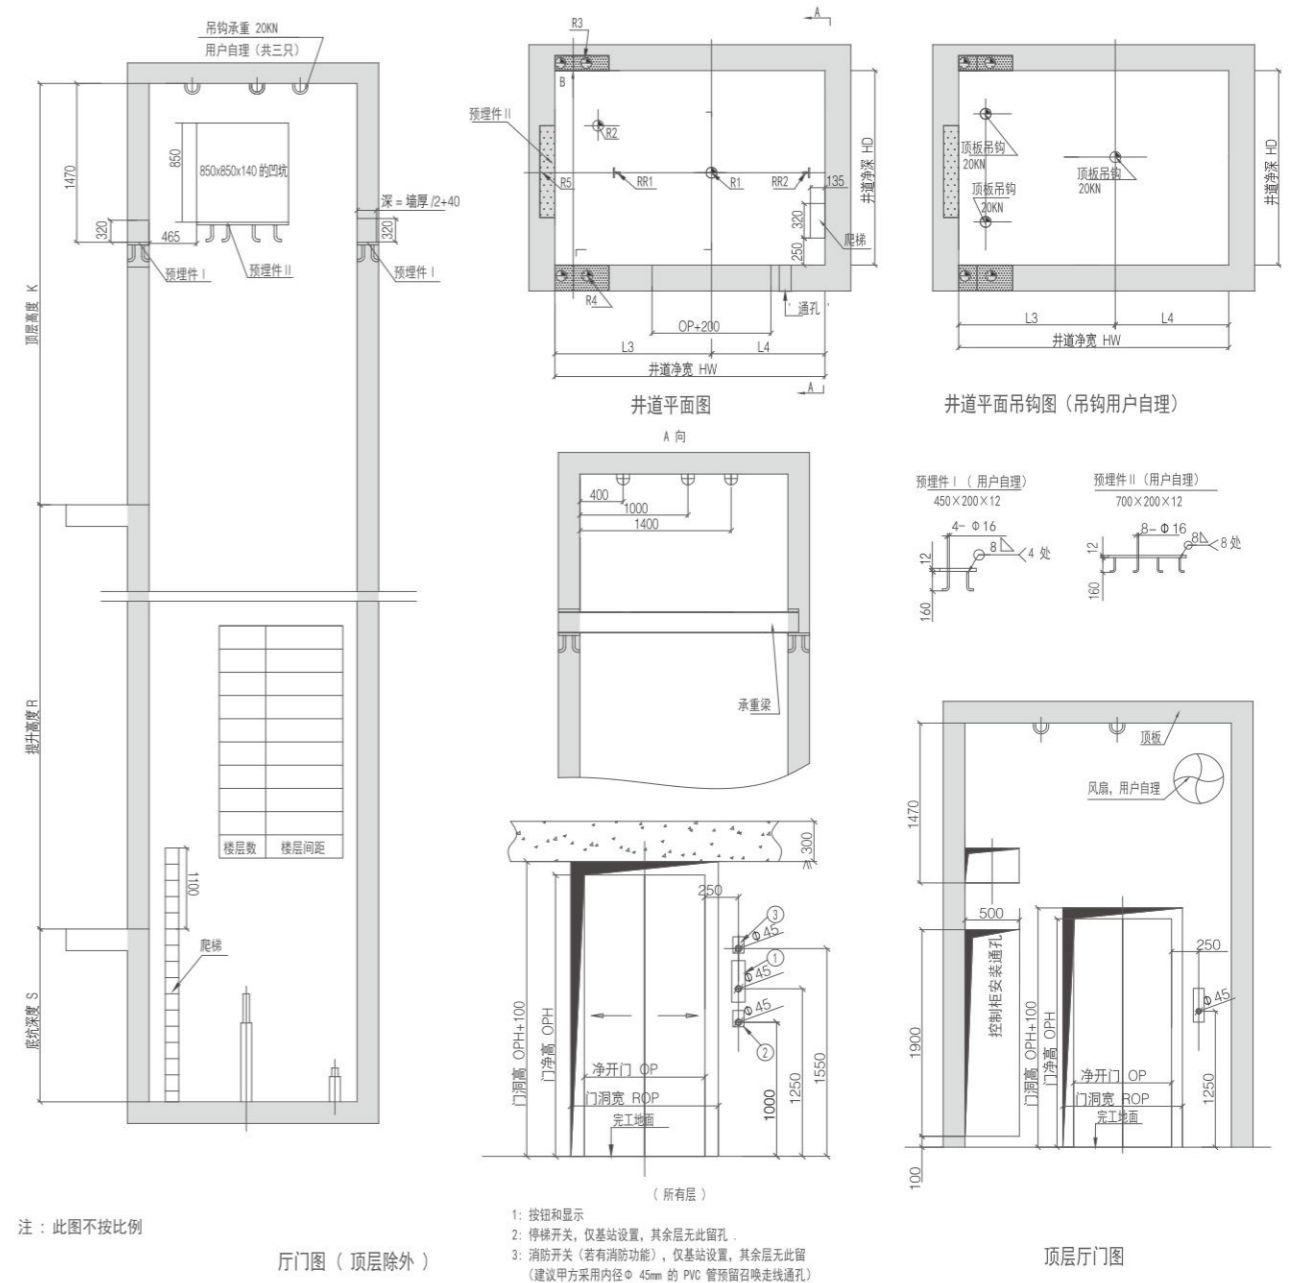 吊钩承重 20KN
用户自理（共三只）
1470
850
850x850x140 的凹坑
深 = 墙厚 /2+40
320
465
320
预埋件 I
预埋件 II
预埋件 I
顶层高度 K
提升高度 R
底坑深度 S
楼层数
楼层间距
1100
爬梯
注 : 此图不按比例
厅门图 ( 顶层除外 )
R3
A
B
预埋件 II
R2
R5
RR1
R1
RR2
135
320
250
爬梯
井道净深 HD
R4
通孔
OP+200
L3
L4
井道净宽 HW
A
井道平面图
顶板吊钩
20KN
顶板吊钩
20KN
顶板吊钩
20KN
井道净深 HD
L3
L4
井道净宽 HW
井道平面吊钩图（吊钩用户自理）
A 向
400
1000
1400
承重梁
预埋件 I ( 用户自理）
450×200×12
4- Φ 16
8
4 处
12
160
预埋件 II（用户自理）
700×200×12
8- Φ 16
8
8 处
12
160
≥ 300
250
3
Φ 45
1
Φ 45
Φ 45
2
门洞高 OPH+100
门净高 OPH
净开门 OP
门洞宽 ROP
完工地面
1000
1250
1550
( 所有层 )
1: 按钮和显示
2: 停梯开关, 仅基站设置, 其余层无此留孔 .
3: 消防开关（若有消防功能）, 仅基站设置, 其余层无此留
（建议甲方采用内径Φ 45mm 的 PVC 管预留召唤走线通孔）
顶板
风扇, 用户自理
1470
500
控制柜安装通孔
1900
100
门洞高 OPH+100
门净高 OPH
250
Φ 45
净开门 OP
门洞宽 ROP
完工地面
1250
顶层厅门图